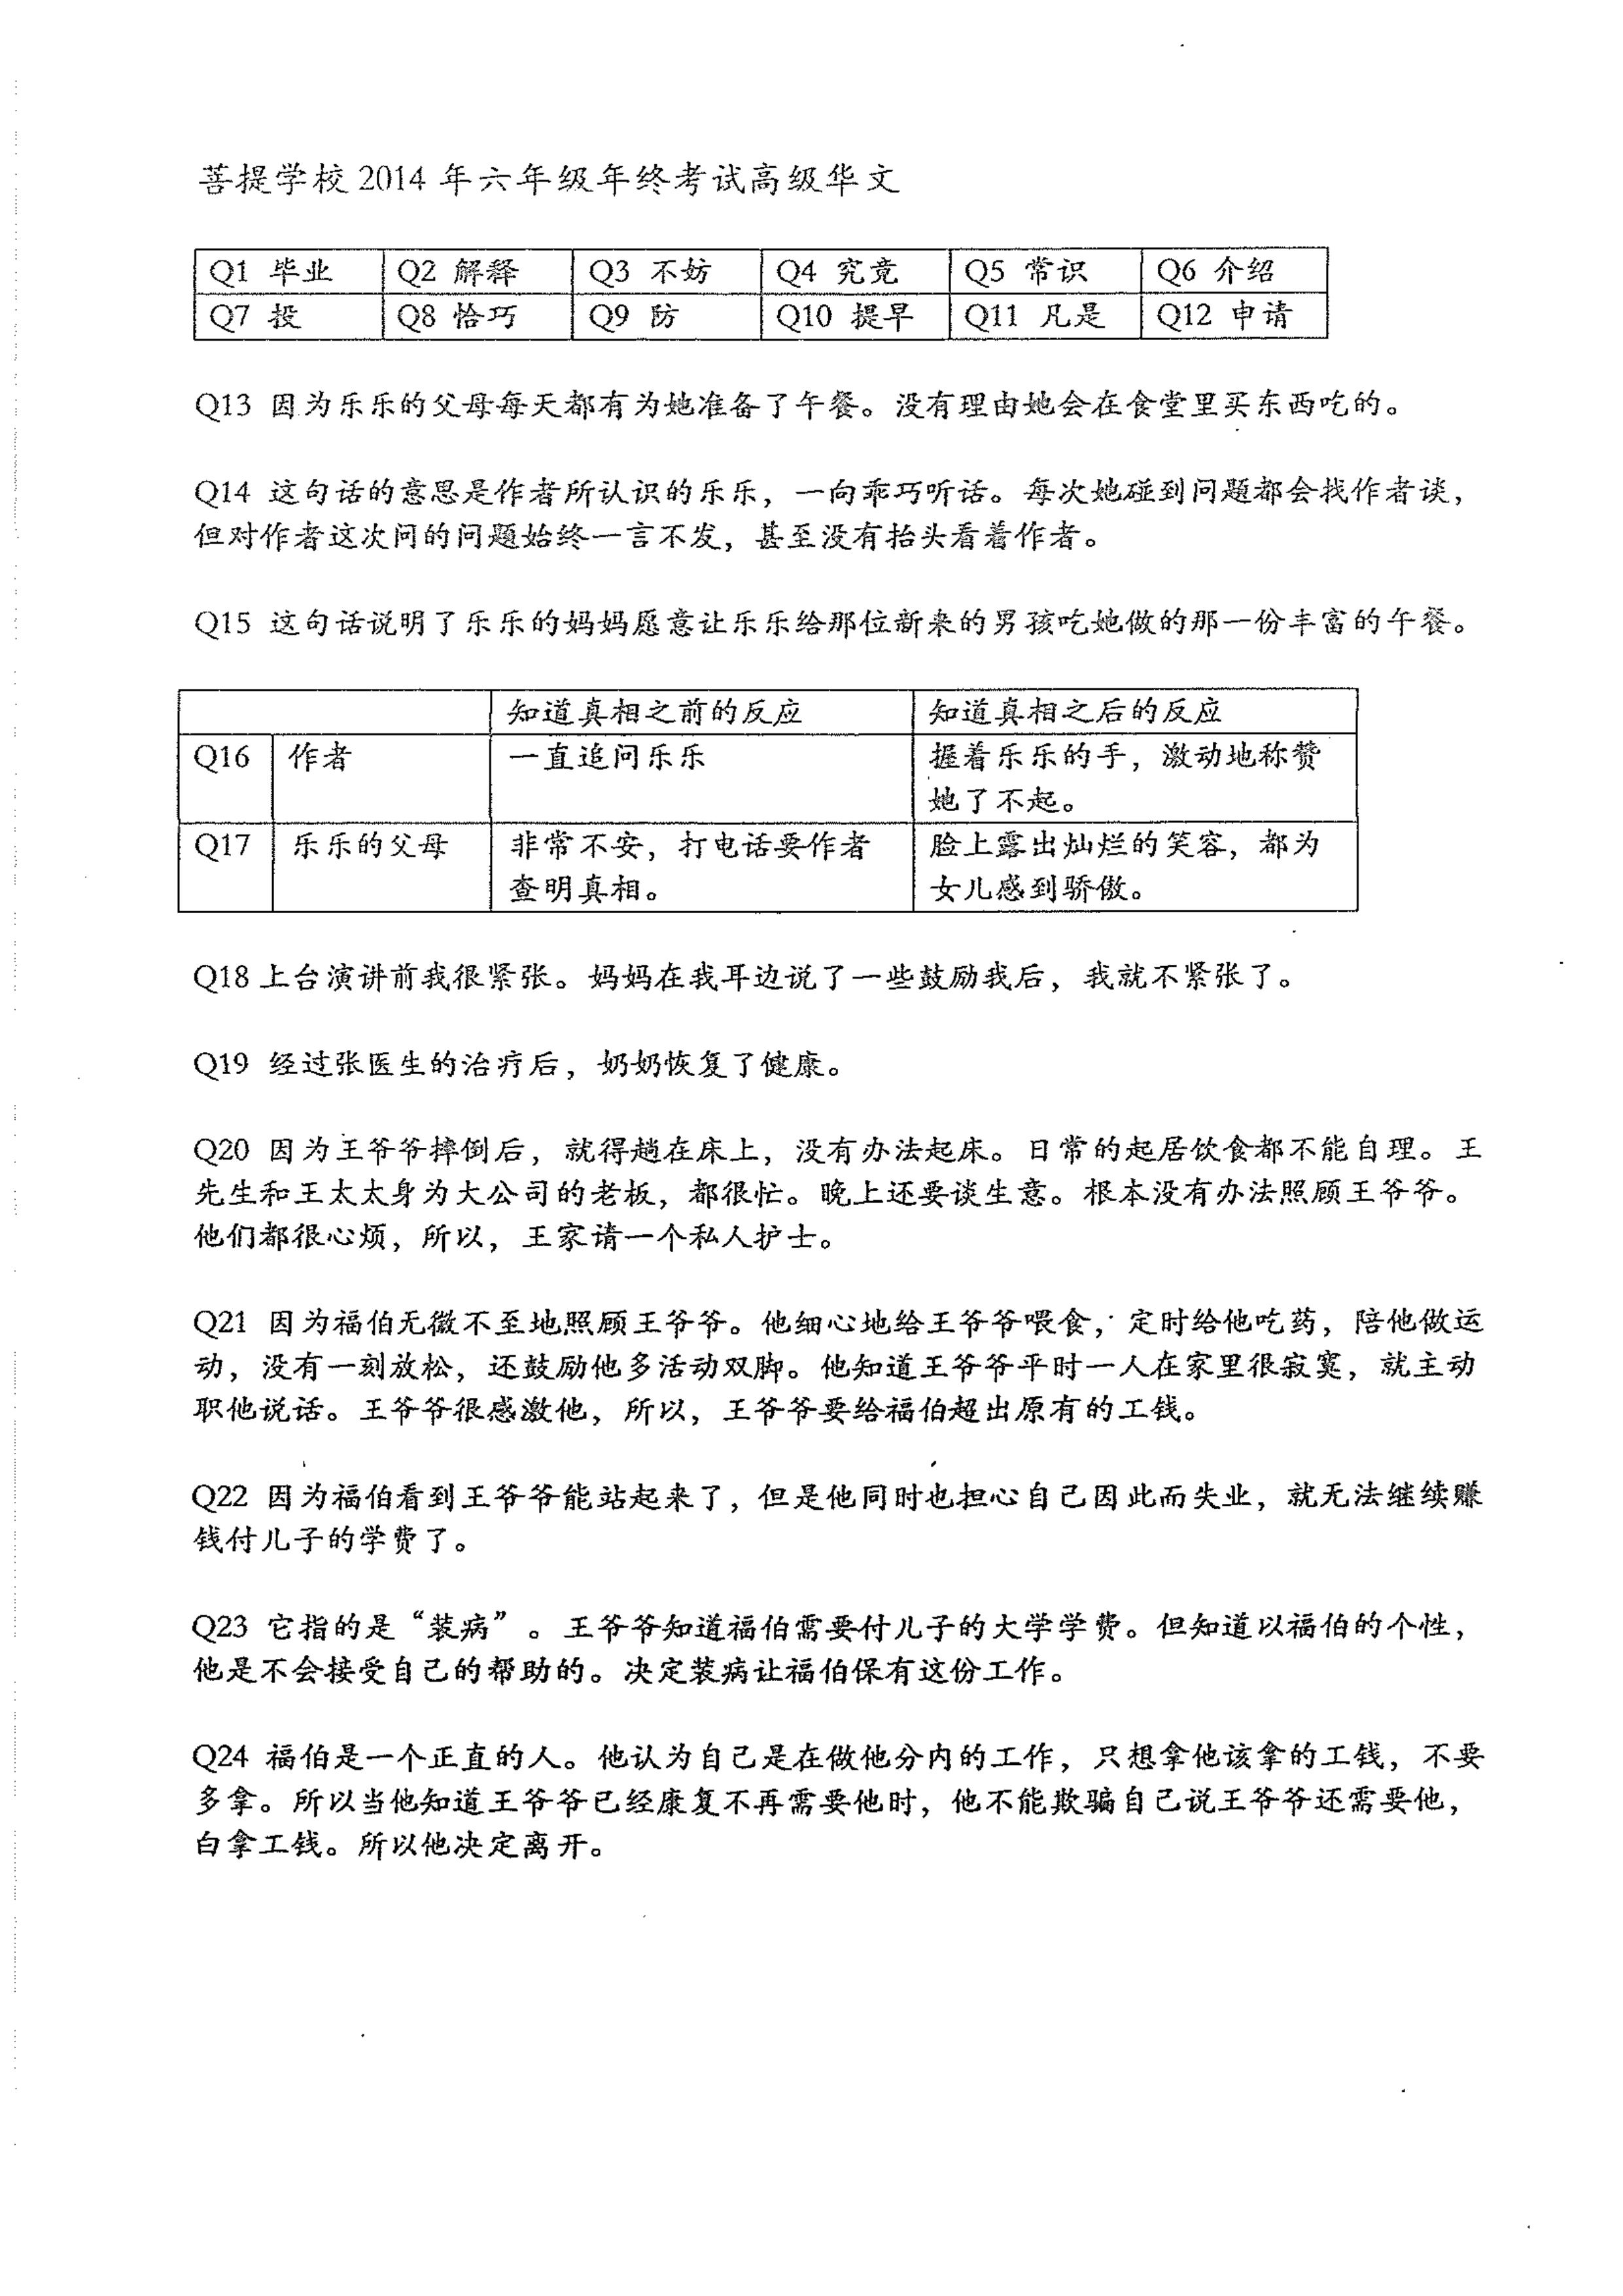 菩提学校 2014 年六年级年终考试高级华文
Q1 毕业 Q2 解释 Q3 不妨 Q4 究竟 Q5 常识 Q6 介绍
Q7 投 Q8 恰巧 Q9 防 Q10 提早 Q11 凡是 Q12 申请
Q13 因为乐乐的父母每天都有为她准备了午餐。没有理由她会在食堂里买东西吃的。
Q14 这句话的意思是作者所认识的乐乐，一向乖巧听话。每次她碰到问题都会找作者谈，
但对作者这次问的问题始终一言不发，甚至没有抬头看着作者。
Q15 这句话说明了乐乐的妈妈愿意让乐乐给那位新来的男孩吃她做的那一份丰富的午餐。
知道真相之前的反应 知道真相之后的反应
Q16 作者 一直追问乐乐 握着乐乐的手，激动地称赞
她了不起。
Q17 乐乐的父母 非常不安，打电话要作者 脸上露出灿烂的笑容，都为
查明真相。 女儿感到骄傲。
Q18 上台演讲前我很紧张。妈妈在我耳边说了一些鼓励我后，我就不紧张了。
Q19 经过张医生的治疗后，奶奶恢复了健康。
Q20 因为王爷爷摔倒后，就得趟在床上，没有办法起床。日常的起居饮食都不能自理。王
先生和王太太身为大公司的老板，都很忙。晚上还要谈生意。根本没有办法照顾王爷爷。
他们都很心烦，所以，王家请一个私人护士。
Q21 因为福伯无微不至地照顾王爷爷。他细心地给王爷爷喂食，定时给他吃药，陪他做运
动，没有一刻放松，还鼓励他多活动双脚。他知道王爷爷平时一人在家里很寂寞，就主动
职他说话。王爷爷很感激他，所以，王爷爷要给福伯超出原有的工钱。
Q22 因为福伯看到王爷爷能站起来了，但是他同时也担心自己因此而失业，就无法继续赚
钱付儿子的学费了。
Q23 它指的是“装病”。王爷爷知道福伯需要付儿子的大学学费。但知道以福伯的个性，
他是不会接受自己的帮助的。决定装病让福伯保有这份工作。
Q24 福伯是一个正直的人。他认为自己是在做他分内的工作，只想拿他该拿的工钱，不要
多拿。所以当他知道王爷爷已经康复不再需要他时，他不能欺骗自己说王爷爷还需要他，
白拿工钱。所以他决定离开。